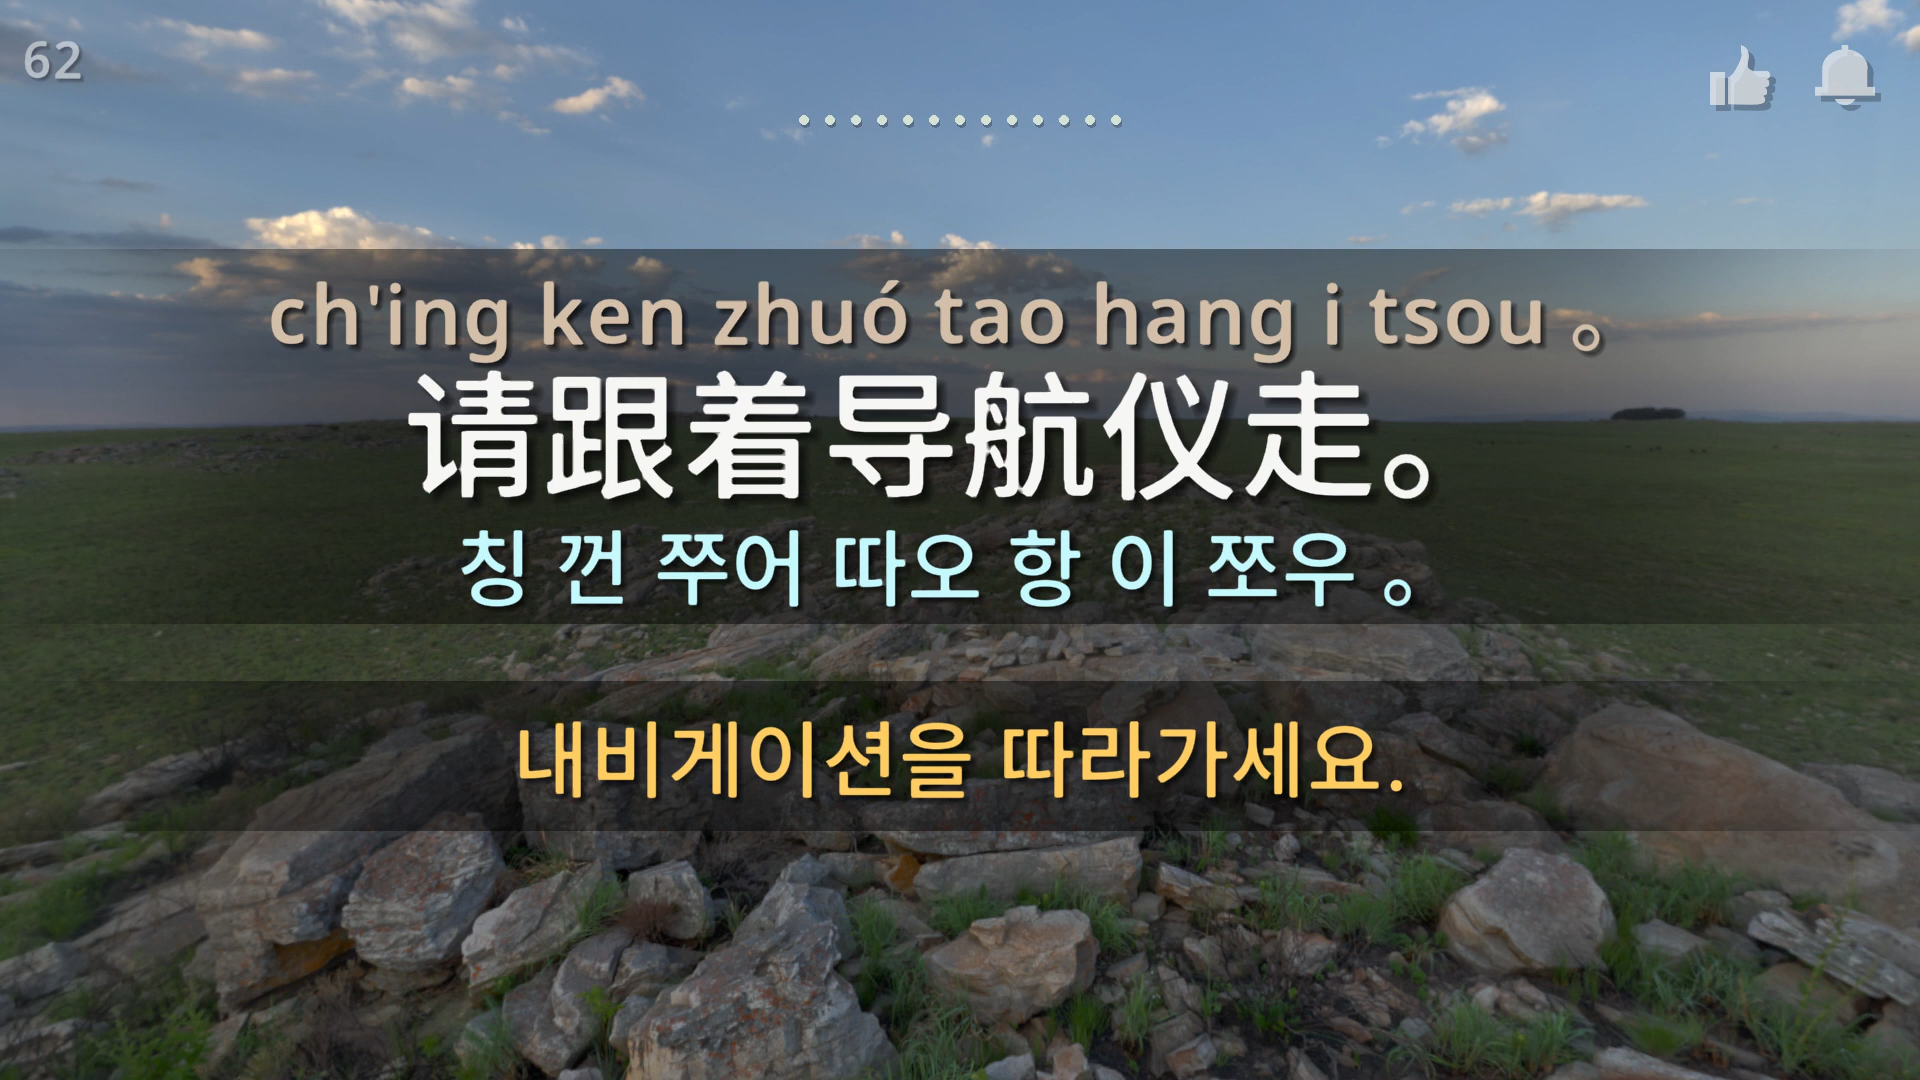 62
ch'ing ken zhuó tao hang i tsou 。
请跟着导航仪走。
칭 껀 쭈어 따오 항 이 쪼우 。
내비게이션을 따라가세요.